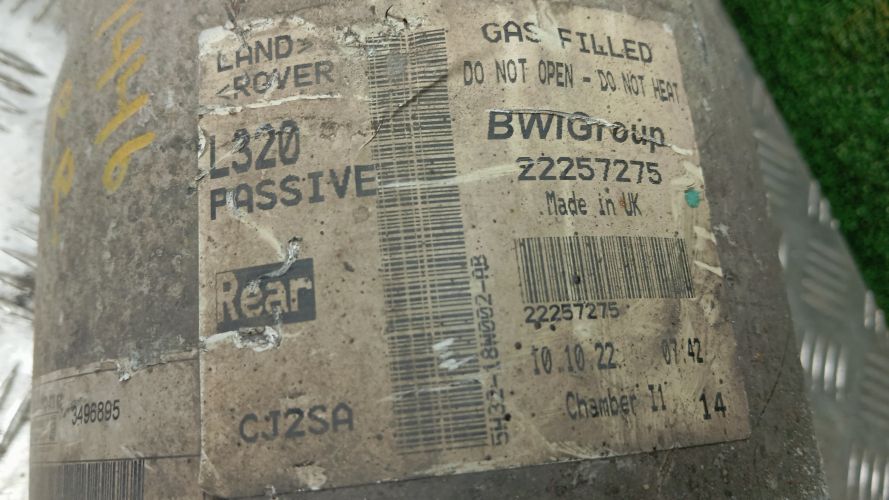 LAND>
<ROVER
L320
PASSIVE
Rear
CJ2SA
5H32-18W002-AB
GAS FILLED
DO NOT OPEN - DO NOT HEAT
BWIGroup
22257275
Made in UK
22257275
10.10.22 07:42
Chamber I1 14
3496895